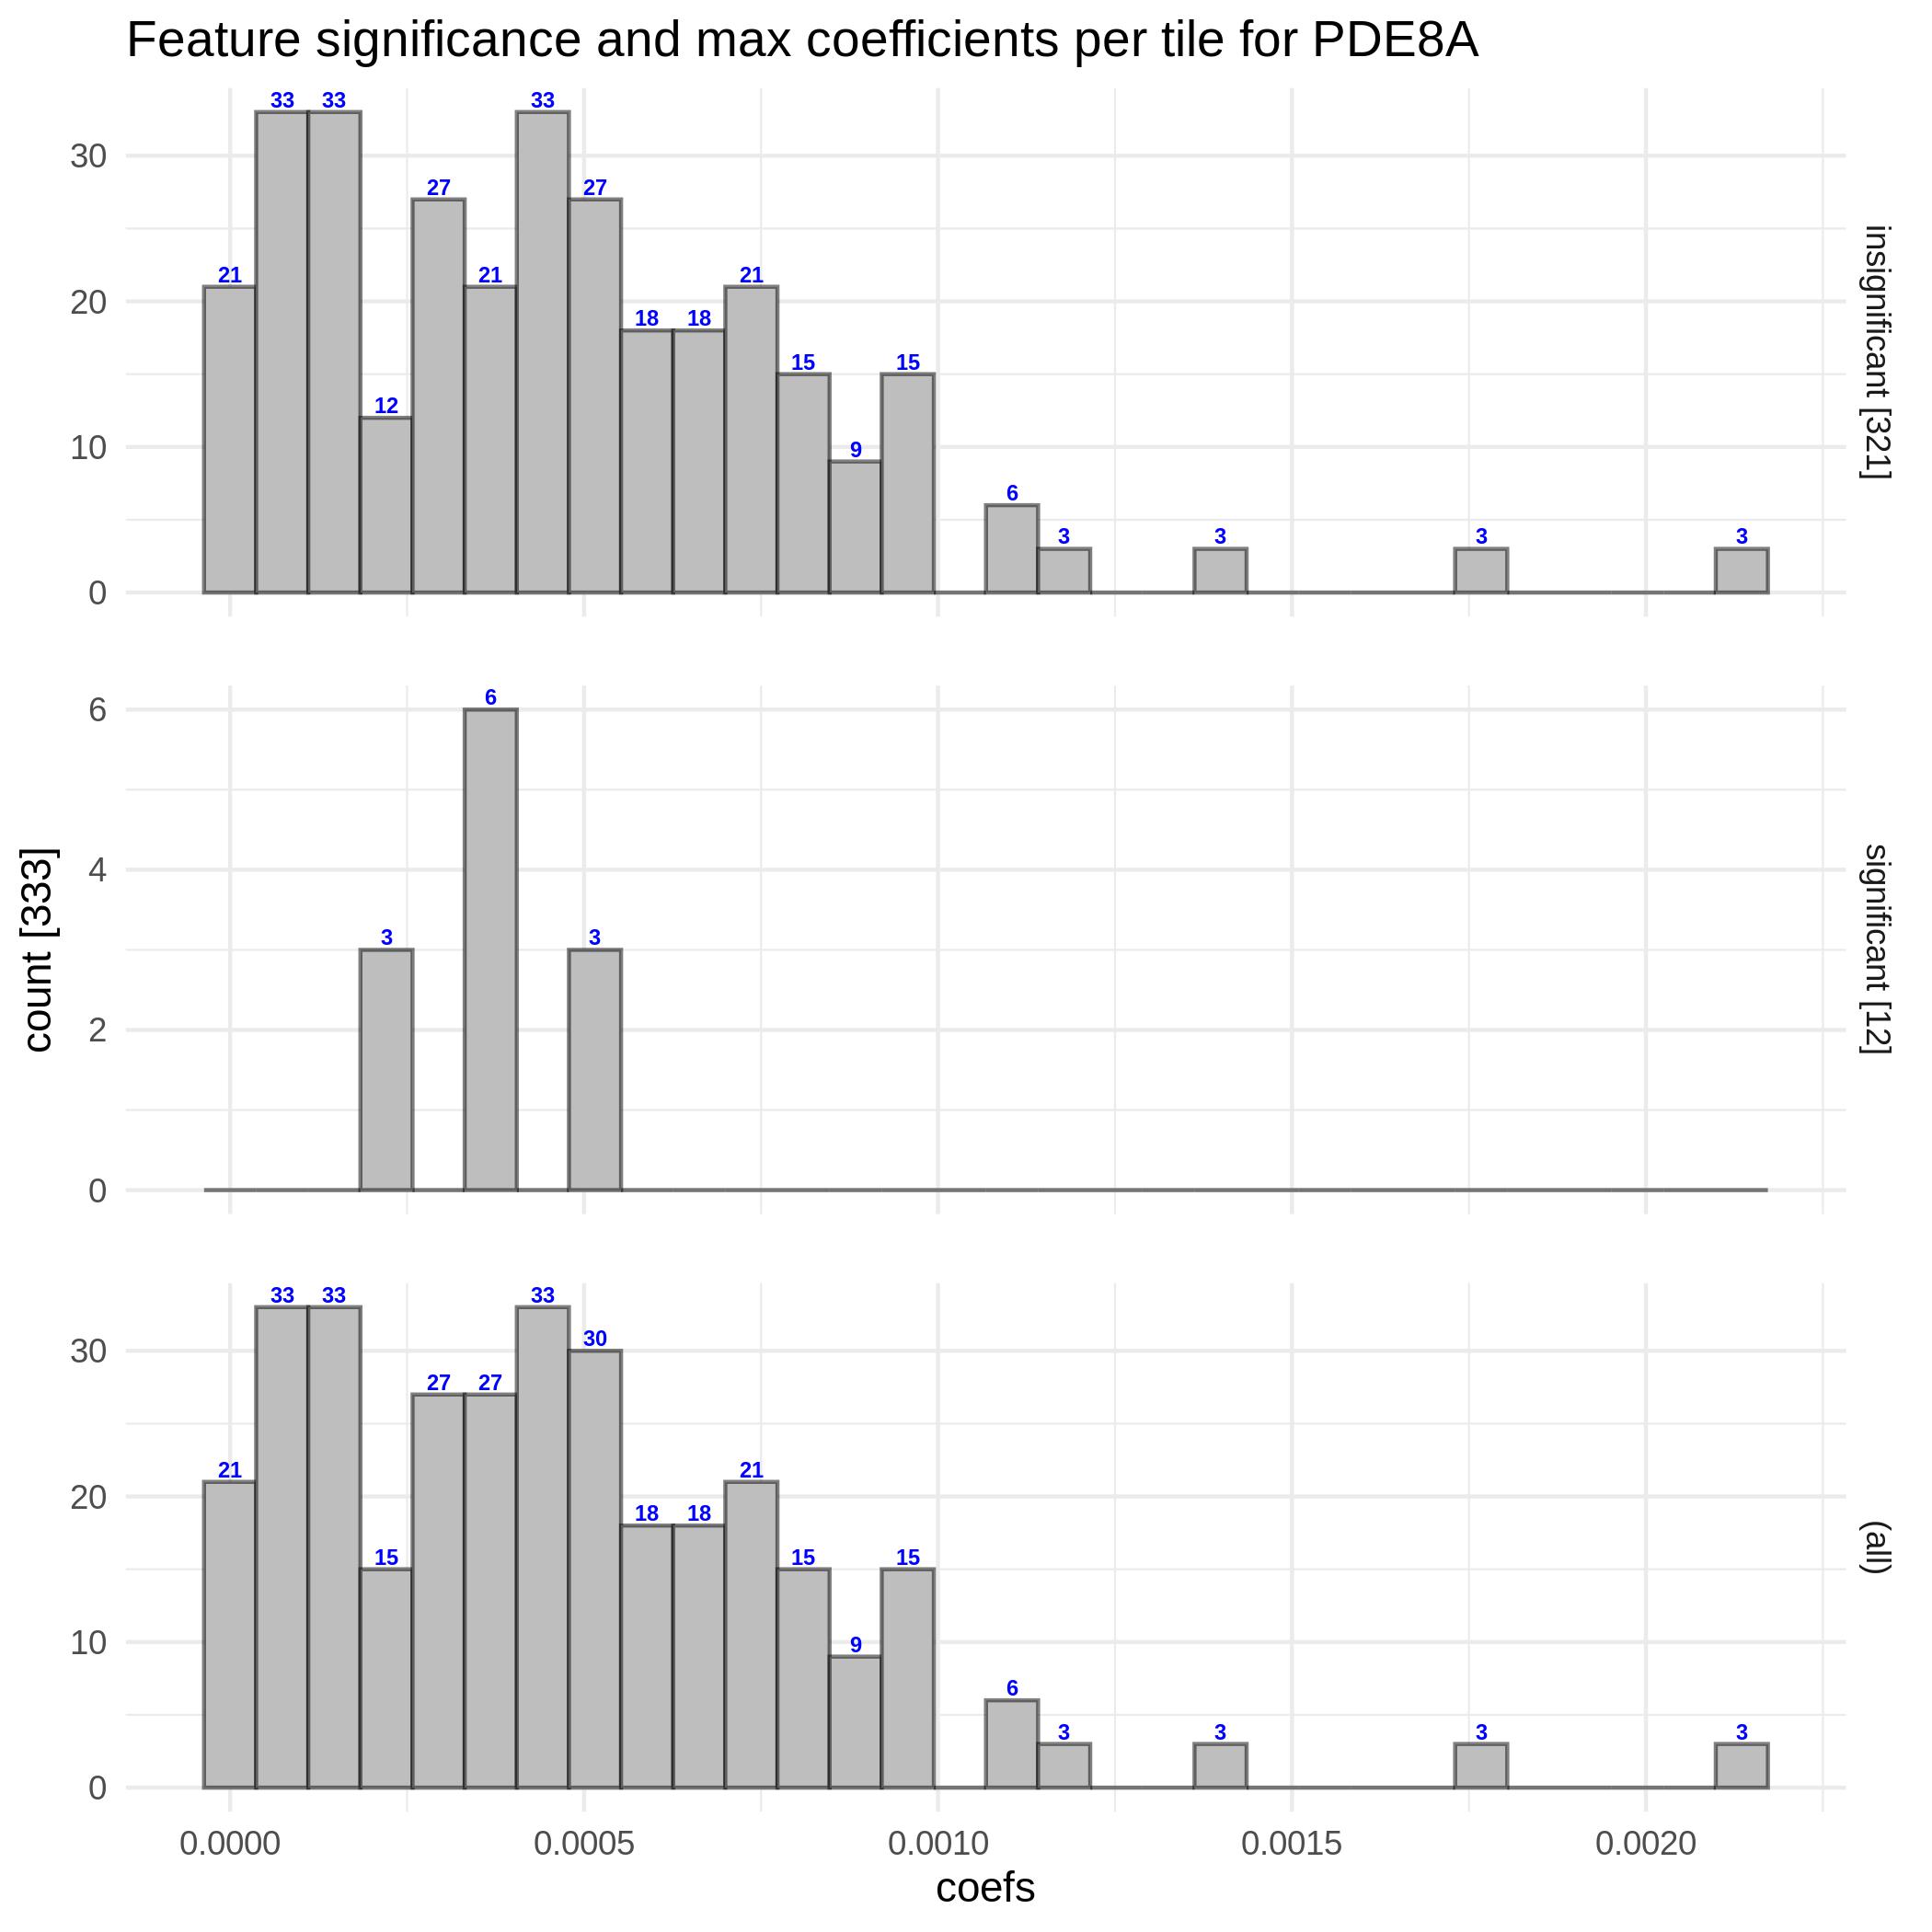 Feature significance and max coefficients per tile for PDE8A
count [333]
30
20
10
0
21 33 33 12 27 21 33 27 18 18 21 15 9 15 6 3 3 3 3
insignificant [321]
6
4
2
0
3 6 3
significant [12]
30
20
10
0
21 33 33 15 27 27 33 30 18 18 21 15 9 15 6 3 3 3 3
(all)
0.0000 0.0005 0.0010 0.0015 0.0020
coefs